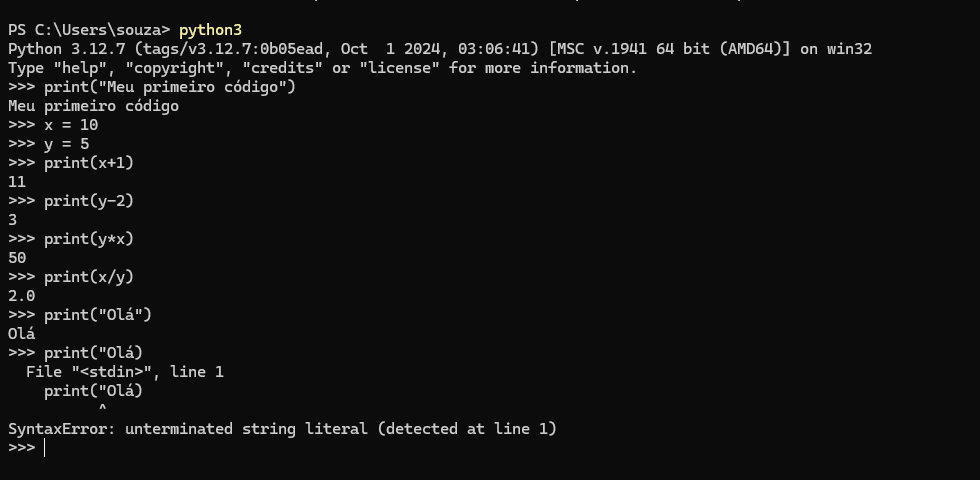 PS C:\Users\souza> python3
Python 3.12.7 (tags/v3.12.7:0b05ead, Oct  1 2024, 03:06:41) [MSC v.1941 64 bit (AMD64)] on win32
Type "help", "copyright", "credits" or "license" for more information.
>>> print("Meu primeiro código")
Meu primeiro código
>>> x = 10
>>> y = 5
>>> print(x+1)
11
>>> print(y-2)
3
>>> print(y*x)
50
>>> print(x/y)
2.0
>>> print("Olá")
Olá
>>> print("Olá)
  File "<stdin>", line 1
    print("Olá)
          ^
SyntaxError: unterminated string literal (detected at line 1)
>>>